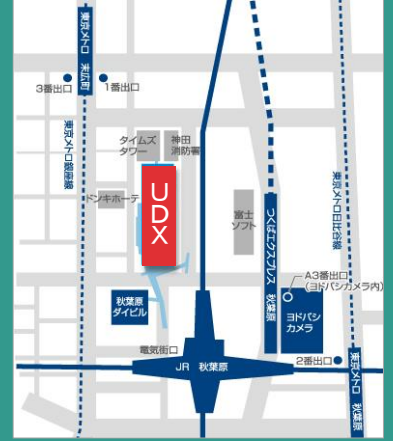 東京メトロ 末広町
3番出口
1番出口
東京メトロ銀座線
タイムズ
タワー
神田
消防署
ドンキホーテ
UDX
富士
ソフト
つくばエクスプレス 秋葉原
東京メトロ日比谷線
A3番出口
(ヨドバシカメラ内)
秋葉原
ダイビル
ヨドバシ
カメラ
電気街口
JR 秋葉原
2番出口
東京メトロ 秋葉原